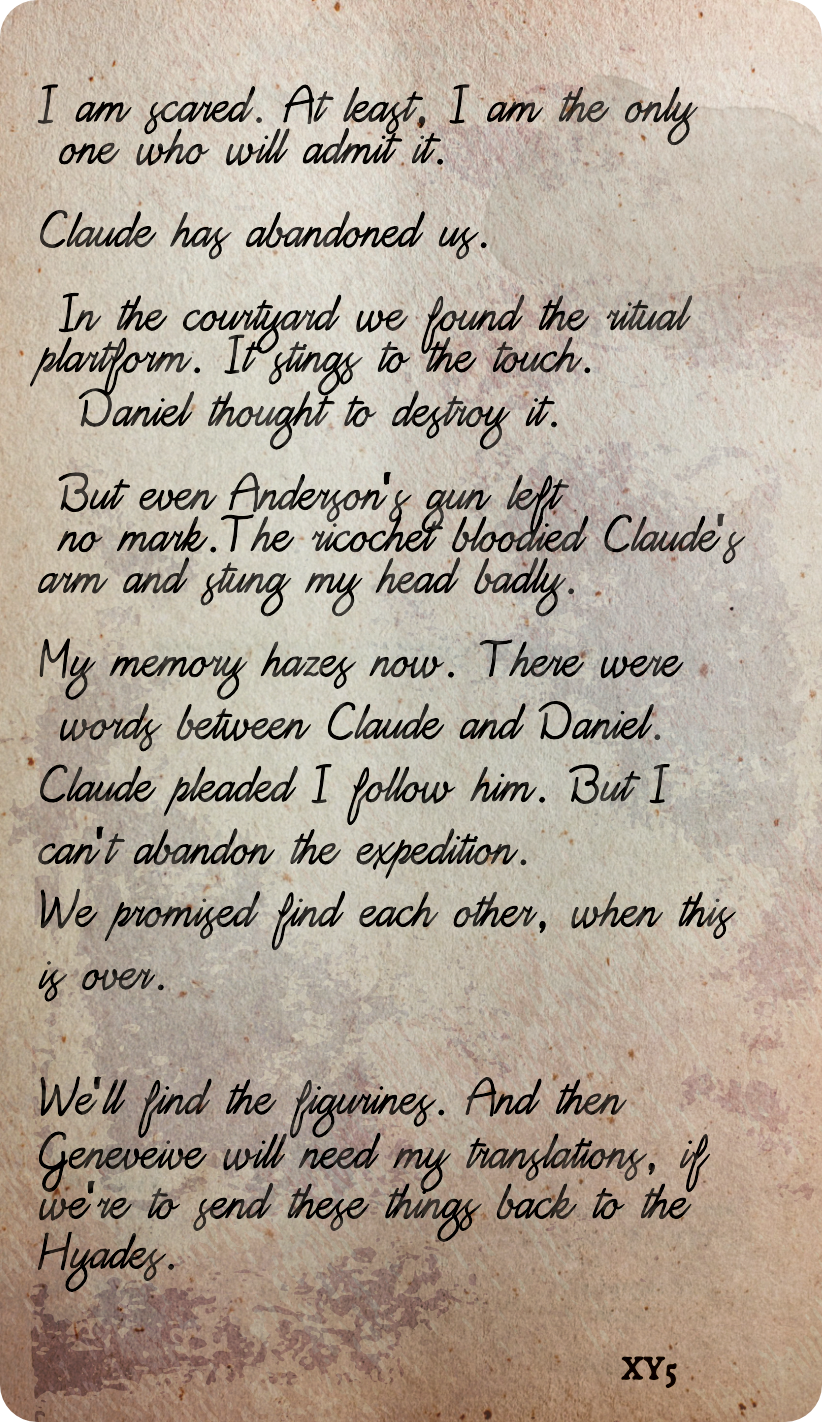 I am scared. At least, I am the only
one who will admit it.
Claude has abandoned us.
In the courtyard we found the ritual
plartform. It stings to the touch.
Daniel thought to destroy it.
But even Anderson's gun left
no mark.The ricochet bloodied Claude's
arm and stung my head badly.
My memory hazes now. There were
words between Claude and Daniel.
Claude pleaded I follow him. But I
can't abandon the expedition.
We promised find each other, when this
is over.
We'll find the figurines. And then
Geneveive will need my translations, if
we're to send these things back to the
Hyades.
XY5